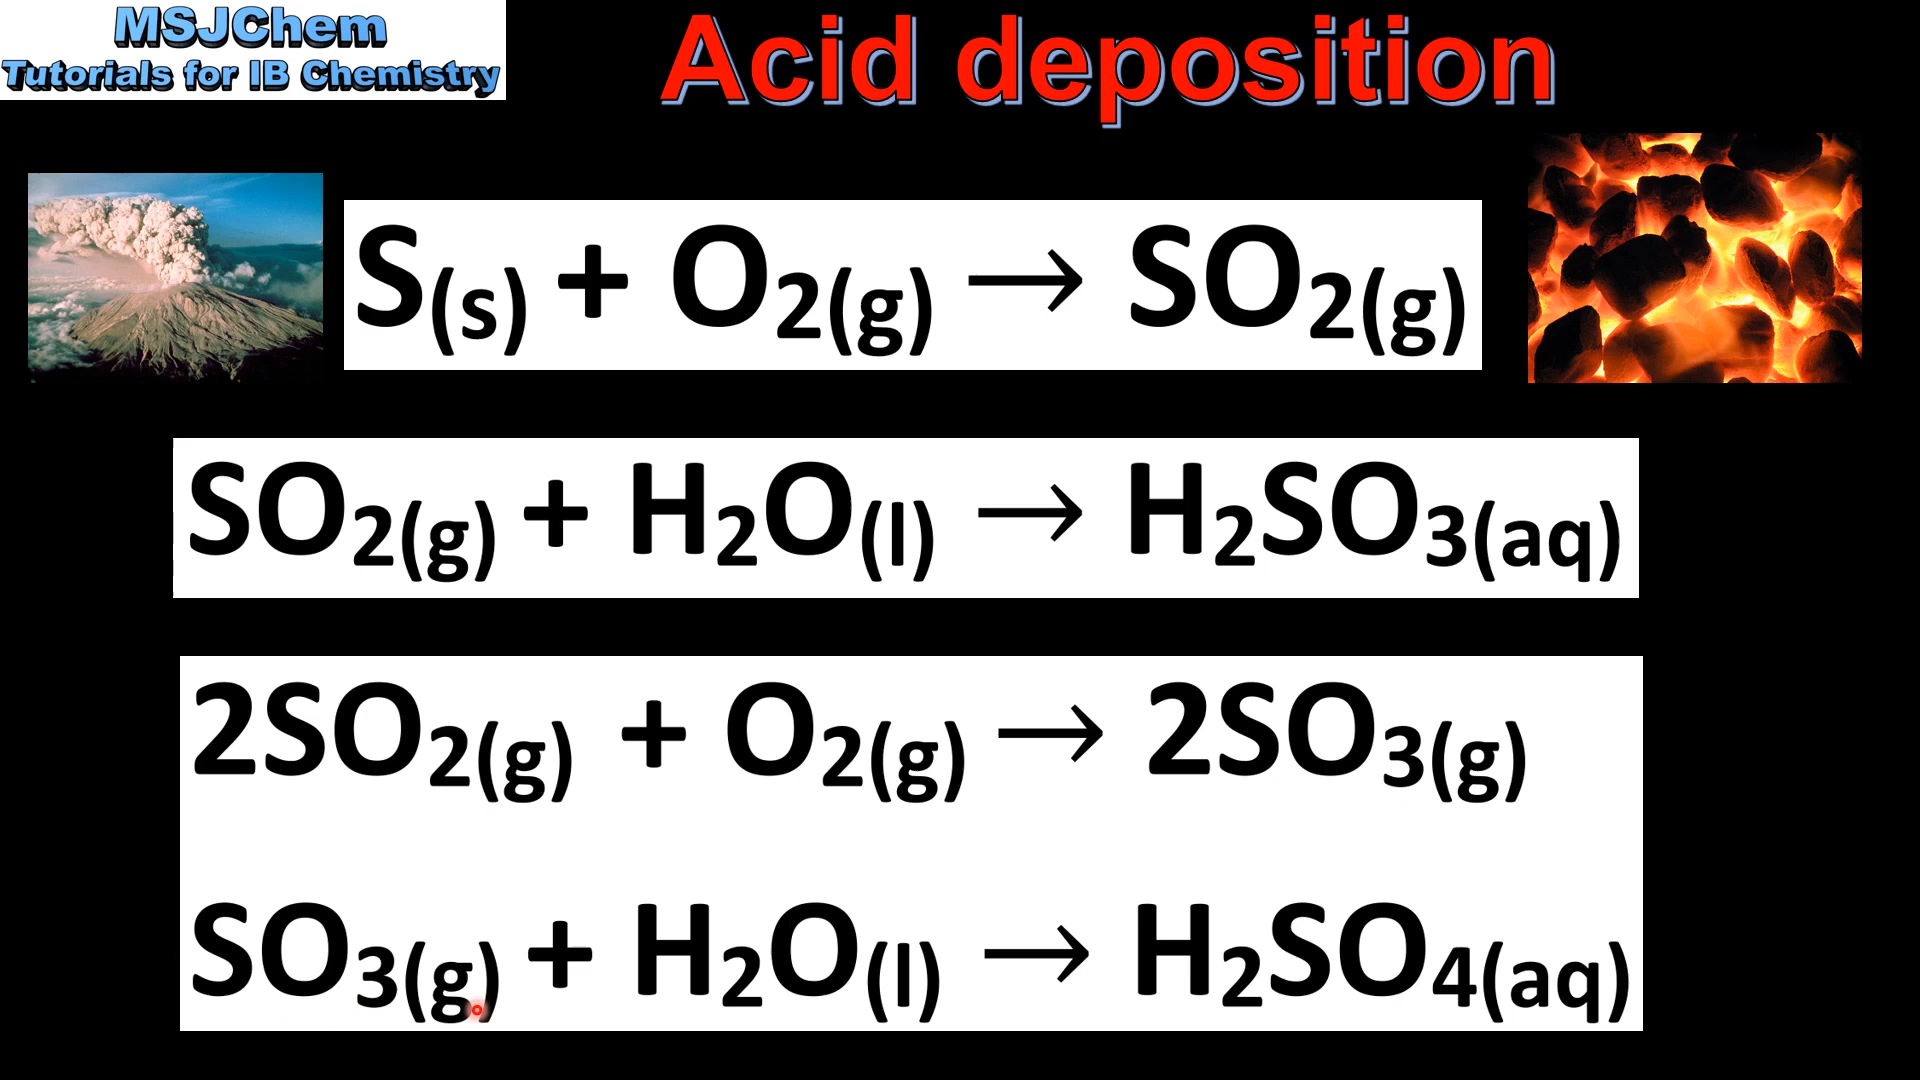 MSJChem
Tutorials for IB Chemistry
Acid deposition
S(s) + O2(g) → SO2(g)
SO2(g) + H2O(l) → H2SO3(aq)
2SO2(g) + O2(g) → 2SO3(g)
SO3(g) + H2O(l) → H2SO4(aq)